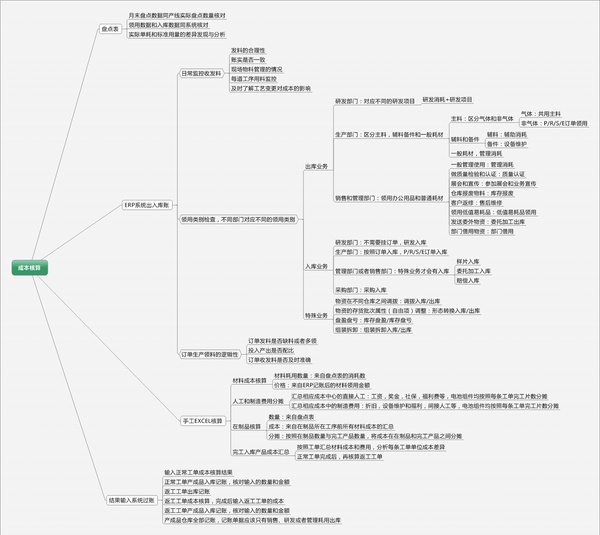 成本核算
盘点表
月末盘点数据同产线实际盘点数量核对
领用数据和入库数据同系统核对
实际单耗和标准用量的差异发现与分析
ERP系统出入库账
日常监控收发料
发料的合理性
账实是否一致
现场物料管理的情况
每道工序用料监控
及时了解工艺变更对成本的影响
领用类别检查，不同部门对应不同的领用类别
出库业务
研发部门：对应不同的研发项目
研发消耗+研发项目
生产部门：区分主料，辅料备件和一般耗材
主料：区分气体和非气体
气体：共用主料
非气体：P/R/S/E订单领用
辅料和备件
辅料：辅助消耗
备件：设备维护
一般耗材，管理消耗
销售和管理部门：领用办公用品和普通耗材
一般管理使用：管理消耗
做质量检验和认证：质量认证
展会和宣传：参加展会和业务宣传
仓库报废物料：库存报废
客户返修：售后维修
领用低值易耗品：低值易耗品领用
发送委外物资：委托加工出库
部门借用物资：部门借用
入库业务
研发部门：不需要挂订单，研发入库
生产部门：按照订单入库，P/R/S/E订单入库
管理部门或者销售部门：特殊业务才会有入库
样片入库
委托加工入库
赔偿入库
采购部门：采购入库
特殊业务
物资在不同仓库之间调拨：调拨入库/出库
物资的存货批次属性（自由项）调整：形态转换入库/出库
盘盈盘亏：库存盘盈/库存盘亏
组装拆卸：组装拆卸入库/出库
订单生产领料的逻辑性
订单发料是否缺料或者多领
投入产出是否配比
订单收发料是否及时准确
手工EXCEL核算
材料成本核算
材料耗用数量：来自盘点表的消耗数
价格：来自ERP记账后的材料领用金额
人工和制造费用分摊
汇总相应成本中心的直接人工：工资，奖金，社保，福利费等，电池组件均按照每条工单完工片数分摊
汇总相应成本中的制造费用：折旧，设备维护和福利，间接人工等，电池组件均按照每条工单完工片数分摊
在制品核算
数量：来自盘点表
成本：来自在制品所在工序前所有材料成本的汇总
分摊：按照在制品数量与完工产品数量，将成本在在制品和完工产品之间分摊
完工入库产品成本汇总
按照工单汇总材料成本和费用，分析每条工单单位成本差异
正常工单完成后，再核算返工工单
结果输入系统过账
输入正常工单成本核算结果
正常工单产成品入库记账，核对输入的数量和金额
返工工单出库记账
返工工单成本核算，完成后输入返工工单的成本
返工工单产成品入库记账，核对输入的数量和金额
产成品仓库全部记账，记账单据应该只有销售，研发或者管理耗用出库